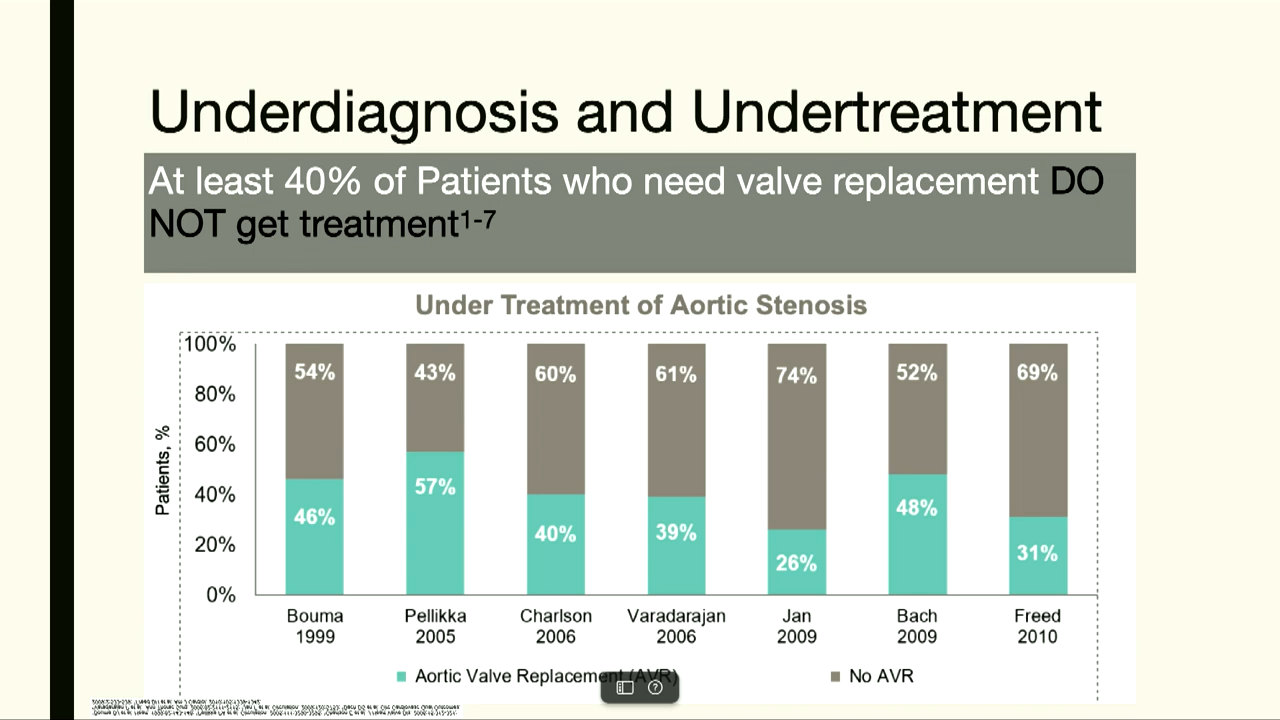 Underdiagnosis and Undertreatment
At least 40% of Patients who need valve replacement DO
NOT get treatment1-7
Under Treatment of Aortic Stenosis
Patients, %
100%
80%
60%
40%
20%
0%
54% 43% 60% 61% 74% 52% 69%
46% 57% 40% 39% 26% 48% 31%
Bouma Pellikka Charlson Varadarajan Jan Bach Freed
1999 2005 2006 2006 2009 2009 2010
Aortic Valve Replacement (AVR) No AVR